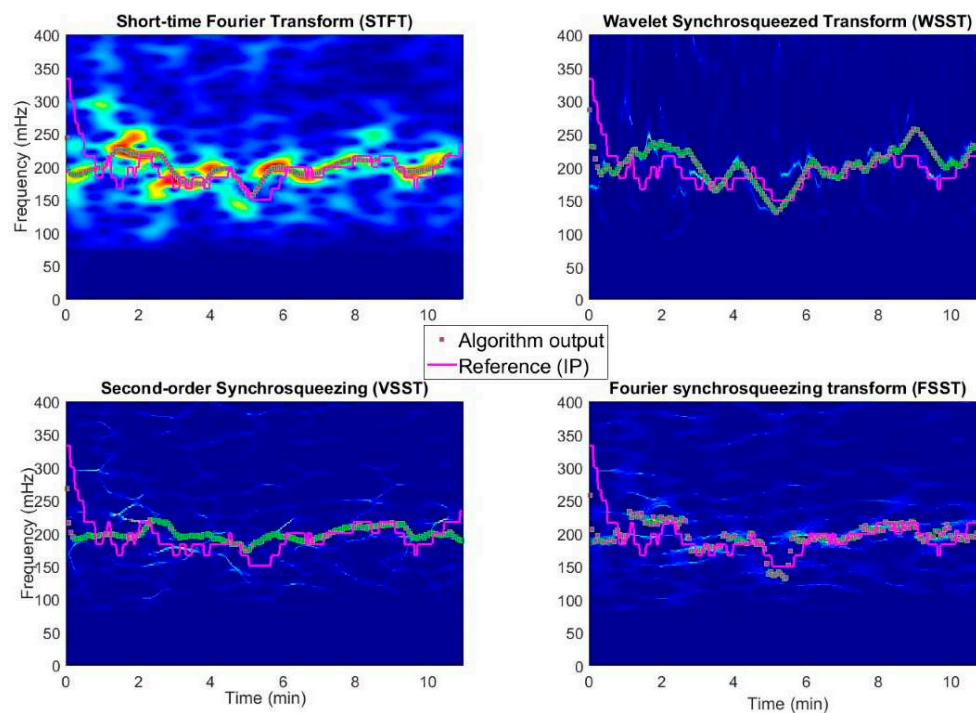 Short-time Fourier Transform (STFT)
Wavelet Synchrosqueezed Transform (WSST)
400
350
300
250
200
150
100
50
0
Frequency (mHz)
0 2 4 6 8 10
400
350
300
250
200
150
100
50
0
0 2 4 6 8 10
Algorithm output
Reference (IP)
Second-order Synchrosqueezing (VSST)
Fourier synchrosqueezing transform (FSST)
400
350
300
250
200
150
100
50
0
Frequency (mHz)
0 2 4 6 8 10
Time (min)
400
350
300
250
200
150
100
50
0
0 2 4 6 8 10
Time (min)